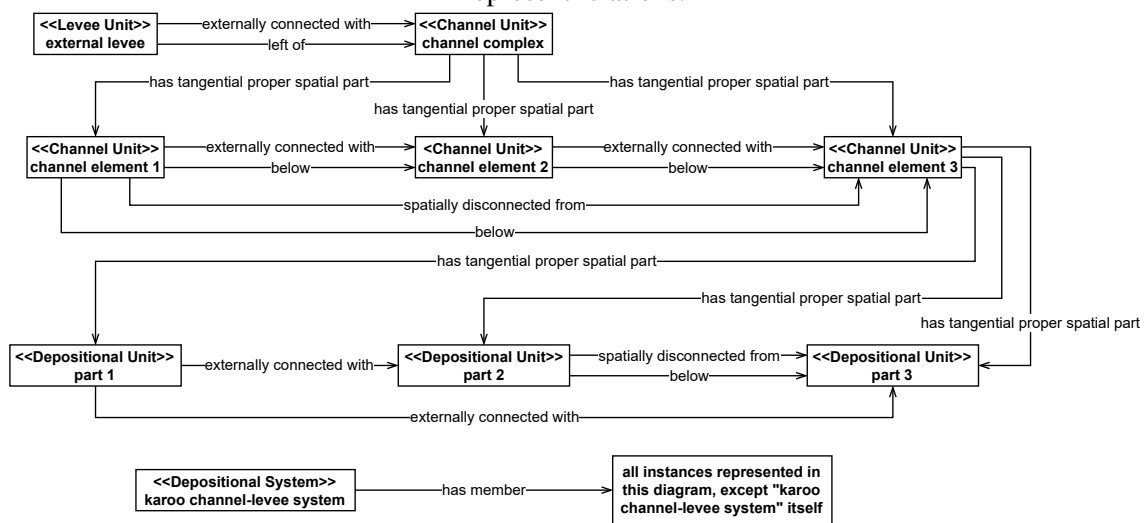 represent relations.
<<Levee Unit>>
external levee
externally connected with
left of
<<Channel Unit>>
channel complex
has tangential proper spatial part
has tangential proper spatial part
has tangential proper spatial part
<<Channel Unit>>
channel element 1
externally connected with
below
<Channel Unit>>
channel element 2
externally connected with
below
<<Channel Unit>>
channel element 3
spatially disconnected from
below
has tangential proper spatial part
has tangential proper spatial part
has tangential proper spatial part
<<Depositional Unit>>
part 1
externally connected with
<<Depositional Unit>>
part 2
spatially disconnected from
below
<<Depositional Unit>>
part 3
externally connected with
<<Depositional System>>
karoo channel-levee system
has member
all instances represented in
this diagram, except "karoo
channel-levee system" itself